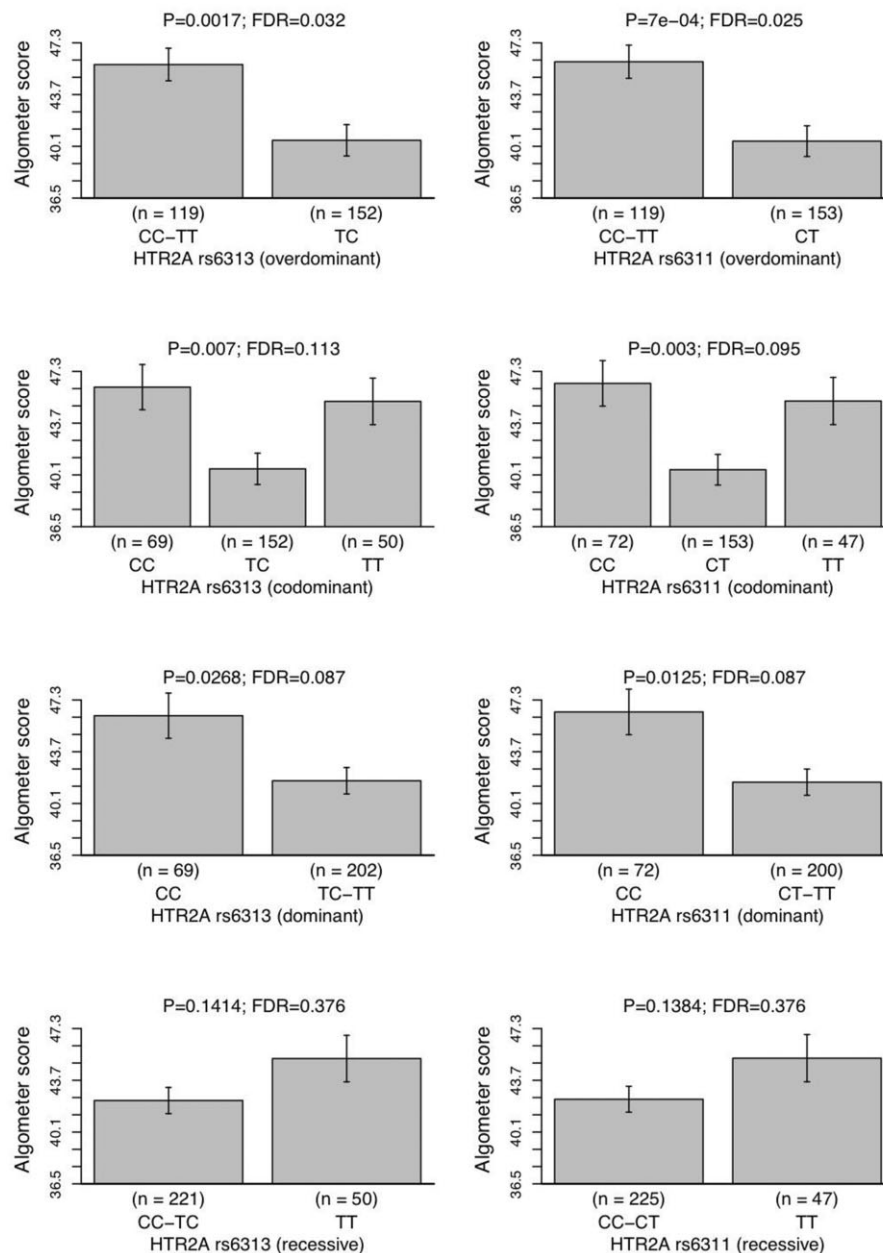 P=0.0017; FDR=0.032
Algometer score
47.3
43.7
40.1
36.5
(n = 119) (n = 152)
CC−TT TC
HTR2A rs6313 (overdominant)
P=7e−04; FDR=0.025
Algometer score
47.3
43.7
40.1
36.5
(n = 119) (n = 153)
CC−TT CT
HTR2A rs6311 (overdominant)
P=0.007; FDR=0.113
Algometer score
47.3
43.7
40.1
36.5
(n = 69) (n = 152) (n = 50)
CC TC TT
HTR2A rs6313 (codominant)
P=0.003; FDR=0.095
Algometer score
47.3
43.7
40.1
36.5
(n = 72) (n = 153) (n = 47)
CC CT TT
HTR2A rs6311 (codominant)
P=0.0268; FDR=0.087
Algometer score
47.3
43.7
40.1
36.5
(n = 69) (n = 202)
CC TC−TT
HTR2A rs6313 (dominant)
P=0.0125; FDR=0.087
Algometer score
47.3
43.7
40.1
36.5
(n = 72) (n = 200)
CC CT−TT
HTR2A rs6311 (dominant)
P=0.1414; FDR=0.376
Algometer score
47.3
43.7
40.1
36.5
(n = 221) (n = 50)
CC−TC TT
HTR2A rs6313 (recessive)
P=0.1384; FDR=0.376
Algometer score
47.3
43.7
40.1
36.5
(n = 225) (n = 47)
CC−CT TT
HTR2A rs6311 (recessive)